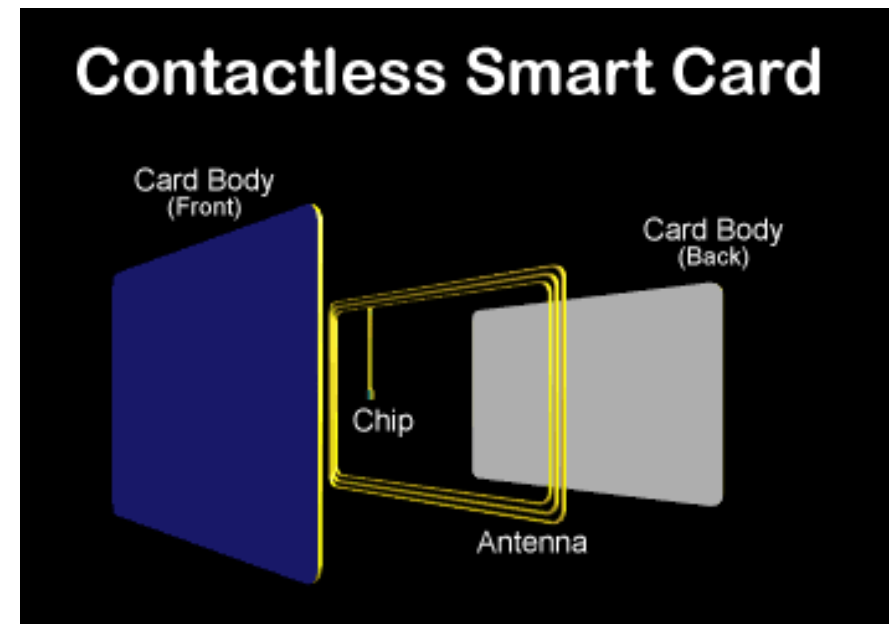 Contactless Smart Card
Card Body
(Front)
Card Body
(Back)
Chip
Antenna